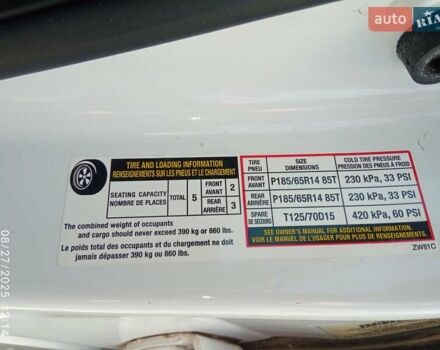 auto RIA
TIRE AND LOADING INFORMATION
RENSEIGNEMENTS SUR LES PNEUS ET LE CHARGEMENT
SEATING CAPACITY
NOMBRE DE PLACES
TOTAL 5
FRONT
AVANT 2
REAR
ARRIÈRE 3
The combined weight of occupants
and cargo should never exceed 390 kg or 860 lbs.
Le poids total des occupants et du chargement ne doit
jamais dépasser 390 kg or 860 lbs.
TIRE
PNEU
SIZE
DIMENSIONS
COLD TIRE PRESSURE
PRESSION DES PNEUS À FROID
FRONT
AVANT
P185/65R14 85T
230 kPa, 33 PSI
REAR
ARRIÈRE
P185/65R14 85T
230 kPa, 33 PSI
SPARE
DE SECOURS
T125/70D15
420 kPa, 60 PSI
SEE OWNER'S MANUAL FOR ADDITIONAL INFORMATION.
VOIR LE MANUEL DE L'USAGER POUR PLUS DE RENSEIGNEMENTS.
ZW81C
08/27/2025